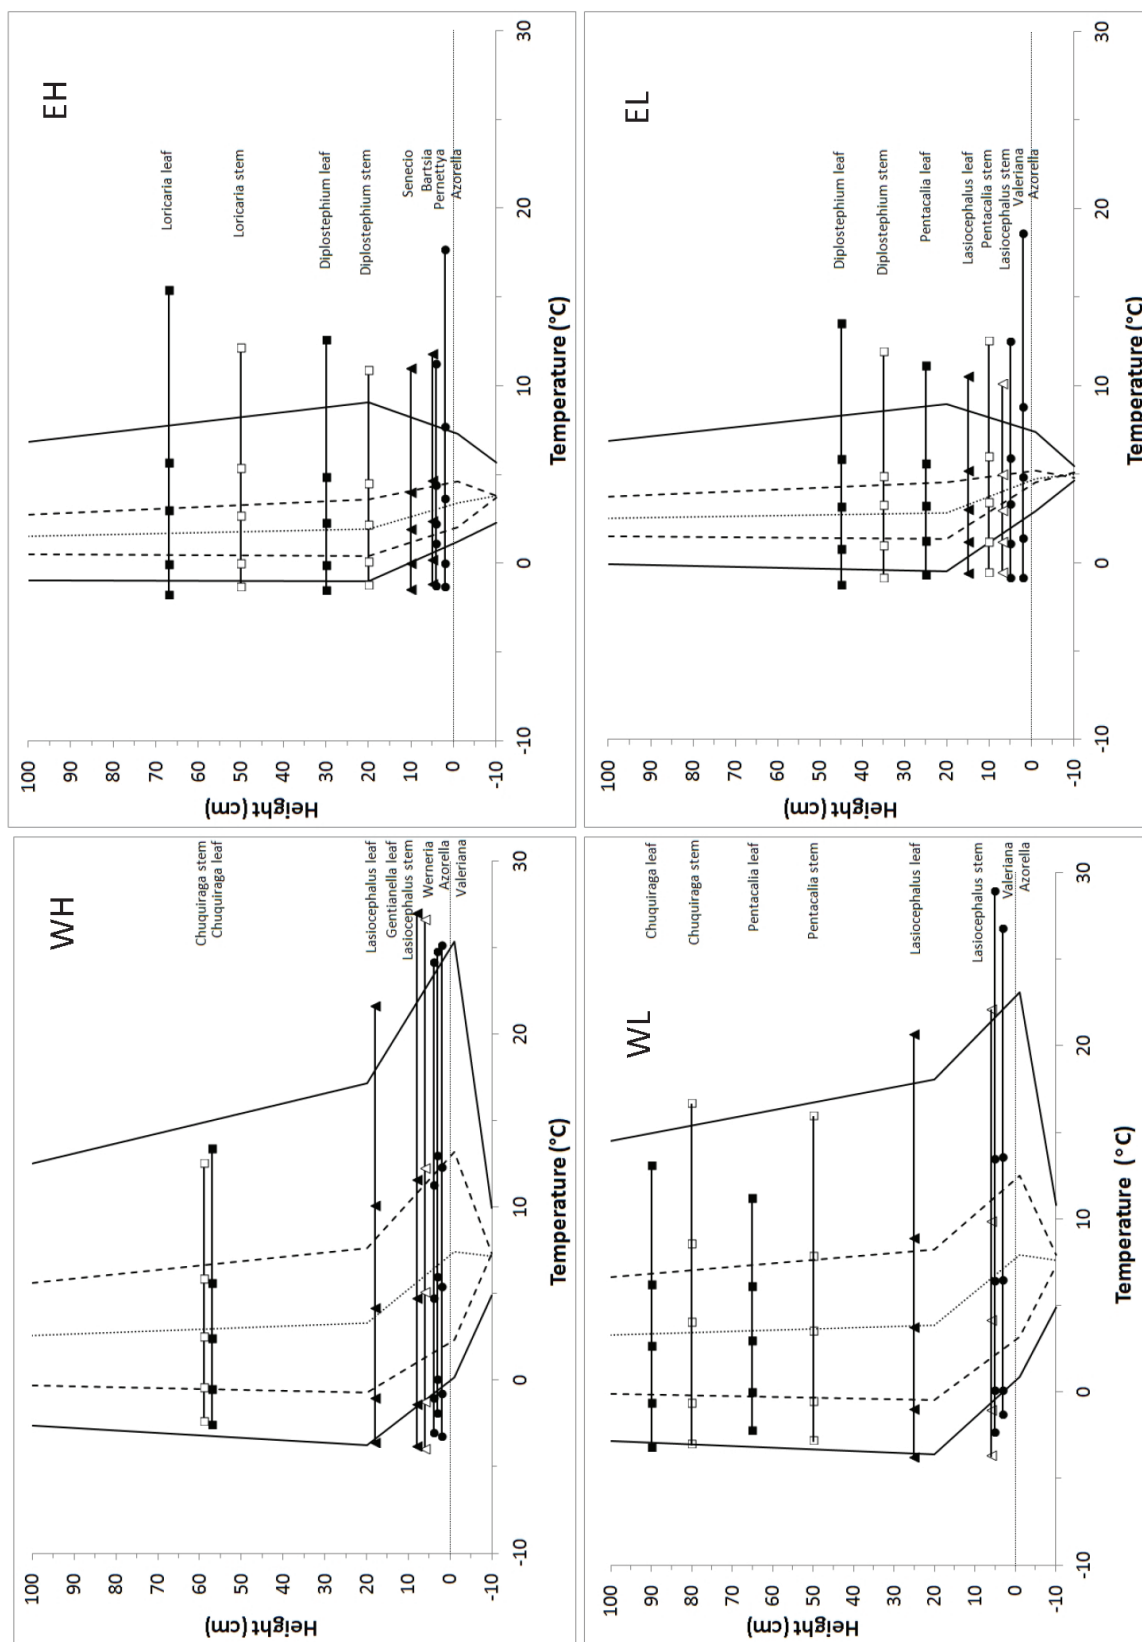 WH
Height (cm)
100
90
80
70
60
50
40
30
20
10
0
-10
Chuquiraga stem
Chuquiraga leaf
Lasiocephalus leaf
Gentianella leaf
Lasiocephalus stem
Werneria
Azorella
Valeriana
-10
0
10
20
30
Temperature (°C)
EH
Height (cm)
100
90
80
70
60
50
40
30
20
10
0
-10
Loricaria leaf
Loricaria stem
Diplostephium leaf
Diplostephium stem
Senecio
Bartsia
Pernettya
Azorella
-10
0
10
20
30
Temperature (°C)
WL
Height (cm)
100
90
80
70
60
50
40
30
20
10
0
-10
Chuquiraga leaf
Chuquiraga stem
Pentacalia leaf
Pentacalia stem
Lasiocephalus leaf
Lasiocephalus stem
Valeriana
Azorella
-10
0
10
20
30
Temperature (°C)
EL
Height (cm)
100
90
80
70
60
50
40
30
20
10
0
-10
Diplostephium leaf
Diplostephium stem
Pentacalia leaf
Lasiocephalus leaf
Pentacalia stem
Lasiocephalus stem
Valeriana
Azorella
-10
0
10
20
30
Temperature (°C)